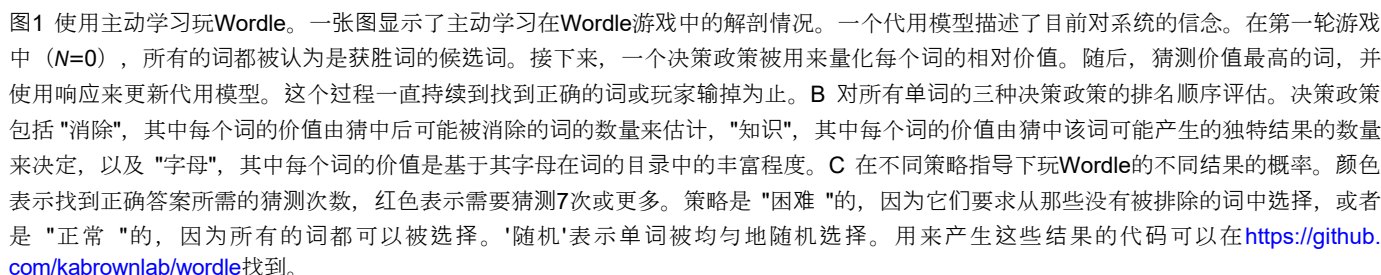 图1 使用主动学习玩Wordle。一张图显示了主动学习在Wordle游戏中的解剖情况。一个代用模型描述了目前对系统的信念。在第一轮游戏
中（N=0），所有的词都被认为是获胜词的候选词。接下来，一个决策政策被用来量化每个词的相对价值。随后，猜测价值最高的词，并
使用响应来更新代用模型。这个过程一直持续到找到正确的词或玩家输掉为止。B 对所有单词的三种决策政策的排名顺序评估。决策政策
包括 "消除"，其中每个词的价值由猜中后可能被消除的词的数量来估计，"知识"，其中每个词的价值由猜中该词可能产生的独特结果的数量
来决定，以及 "字母"，其中每个词的价值是基于其字母在词的目录中的丰富程度。C 在不同策略指导下玩Wordle的不同结果的概率。颜色
表示找到正确答案所需的猜测次数，红色表示需要猜测7次或更多。策略是 "困难 "的，因为它们要求从那些没有被排除的词中选择，或者
是 "正常 "的，因为所有的词都可以被选择。'随机'表示单词被均匀地随机选择。用来产生这些结果的代码可以在https://github.
com/kabrownlab/wordle找到。